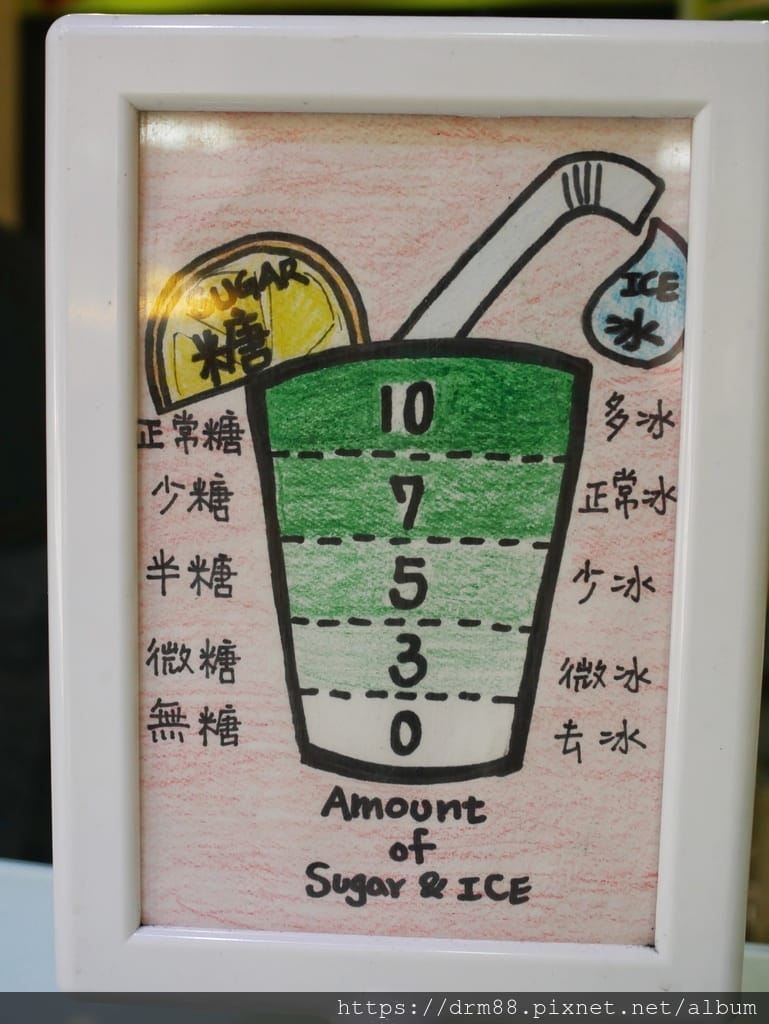 SUGAR
糖
ICE
冰
正常糖 10 多冰
少糖 7 正常冰
半糖 5 少冰
微糖 3 微冰
無糖 0 去冰
Amount
of
Sugar & ICE
https://drm88.pixnet.net/album